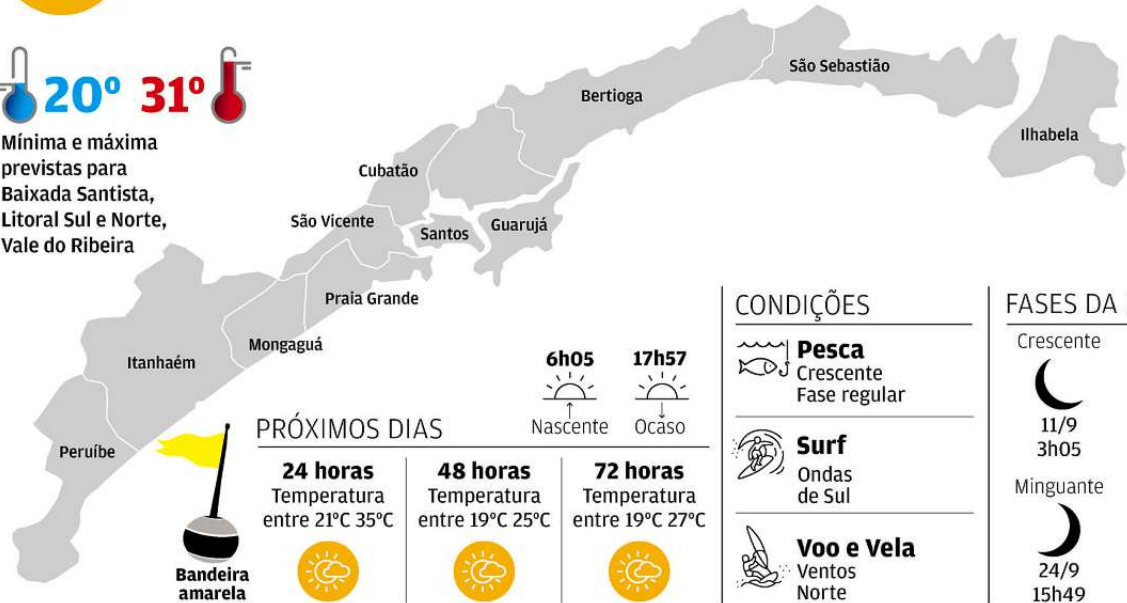 20º 31º
Mínima e máxima
previstas para
Baixada Santista,
Litoral Sul e Norte,
Vale do Ribeira
São Sebastião
Bertioga
Ilhabela
Cubatão
São Vicente
Santos
Guarujá
Praia Grande
Mongaguá
Itanhaém
Peruíbe
Bandeira
amarela
6h05
Nascente
17h57
Ocaso
PRÓXIMOS DIAS
24 horas
Temperatura
entre 21ºC 35ºC
48 horas
Temperatura
entre 19ºC 25ºC
72 horas
Temperatura
entre 19ºC 27ºC
CONDIÇÕES
Pesca
Crescente
Fase regular
Surf
Ondas
de Sul
Voo e Vela
Ventos
Norte
FASES DA
Crescente
11/9
3h05
Minguante
24/9
15h49